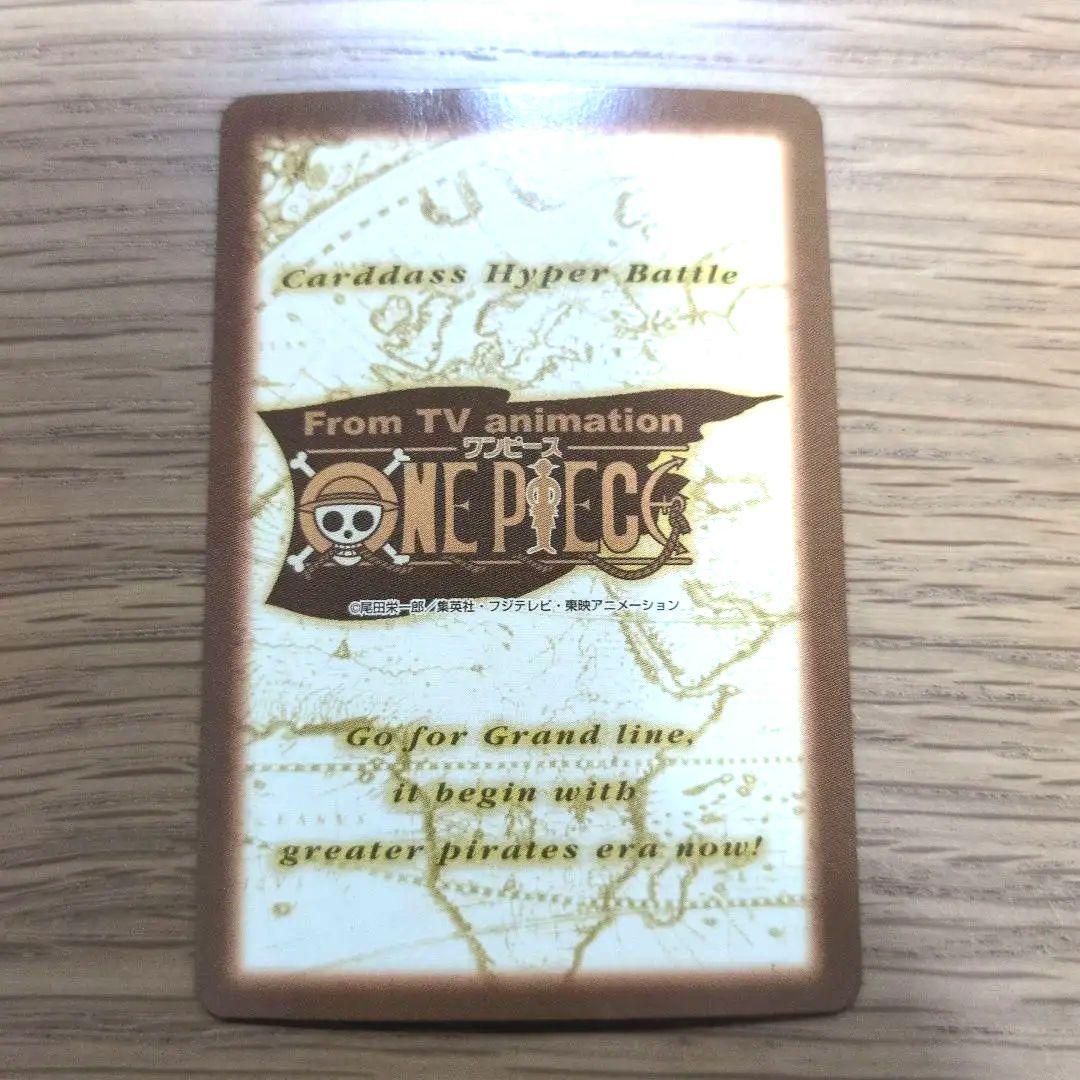 Carddass Hyper Battle
From TV animation
ワンピース
ONE PIECE
©尾田栄一郎／集英社・フジテレビ・東映アニメーション
Go for Grand line,
it begin with
greater pirates era now!